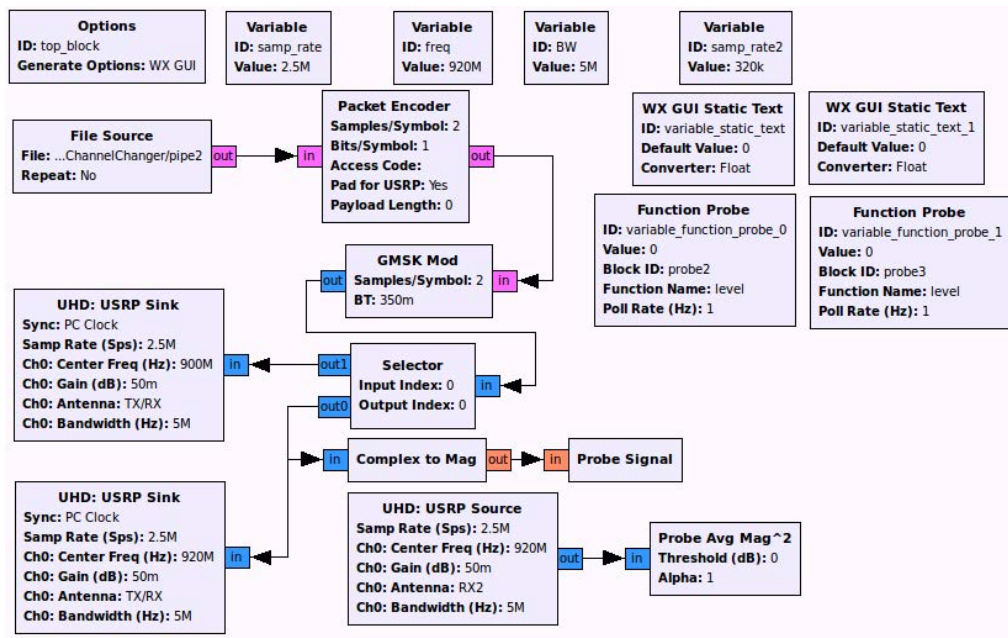 Options
ID: top_block
Generate Options: WX GUI
Variable
ID: samp_rate
Value: 2.5M
Variable
ID: freq
Value: 920M
Variable
ID: BW
Value: 5M
Variable
ID: samp_rate2
Value: 320k
File Source
File: ...ChannelChanger/pipe2
Repeat: No
out
in
Packet Encoder
Samples/Symbol: 2
Bits/Symbol: 1
Access Code:
Pad for USRP: Yes
Payload Length: 0
out
WX GUI Static Text
ID: variable_static_text
Default Value: 0
Converter: Float
WX GUI Static Text
ID: variable_static_text_1
Default Value: 0
Converter: Float
Function Probe
ID: variable_function_probe_0
Value: 0
Block ID: probe2
Function Name: level
Poll Rate (Hz): 1
Function Probe
ID: variable_function_probe_1
Value: 0
Block ID: probe3
Function Name: level
Poll Rate (Hz): 1
out
GMSK Mod
Samples/Symbol: 2
BT: 350m
in
UHD: USRP Sink
Sync: PC Clock
Samp Rate (Sps): 2.5M
Ch0: Center Freq (Hz): 900M
Ch0: Gain (dB): 50m
Ch0: Antenna: TX/RX
Ch0: Bandwidth (Hz): 5M
in
out1
out0
Selector
Input Index: 0
Output Index: 0
in
in
Complex to Mag
out
in
Probe Signal
UHD: USRP Sink
Sync: PC Clock
Samp Rate (Sps): 2.5M
Ch0: Center Freq (Hz): 920M
Ch0: Gain (dB): 50m
Ch0: Antenna: TX/RX
Ch0: Bandwidth (Hz): 5M
in
UHD: USRP Source
Samp Rate (Sps): 2.5M
Ch0: Center Freq (Hz): 920M
Ch0: Gain (dB): 50m
Ch0: Antenna: RX2
Ch0: Bandwidth (Hz): 5M
out
in
Probe Avg Mag^2
Threshold (dB): 0
Alpha: 1